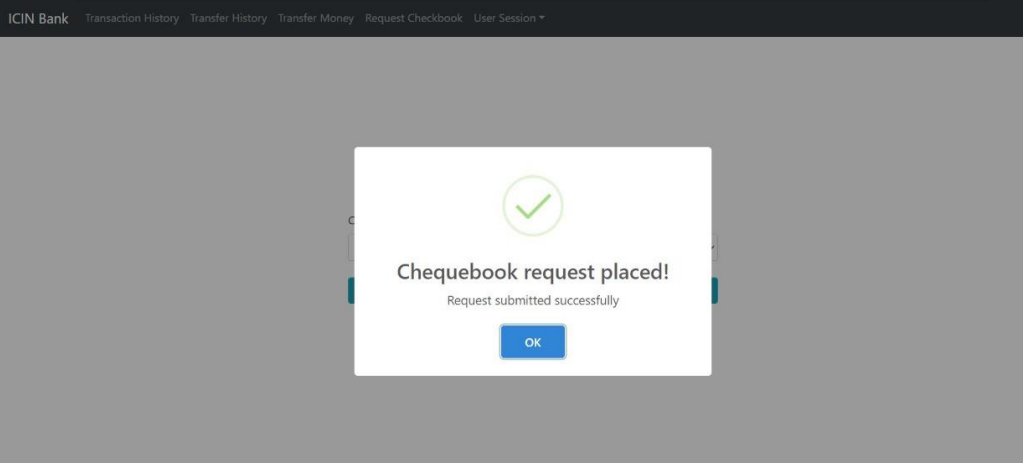 ICIN Bank Transaction History Transfer History Transfer Money Request Checkbook User Session
Chequebook request placed!
Request submitted successfully
OK